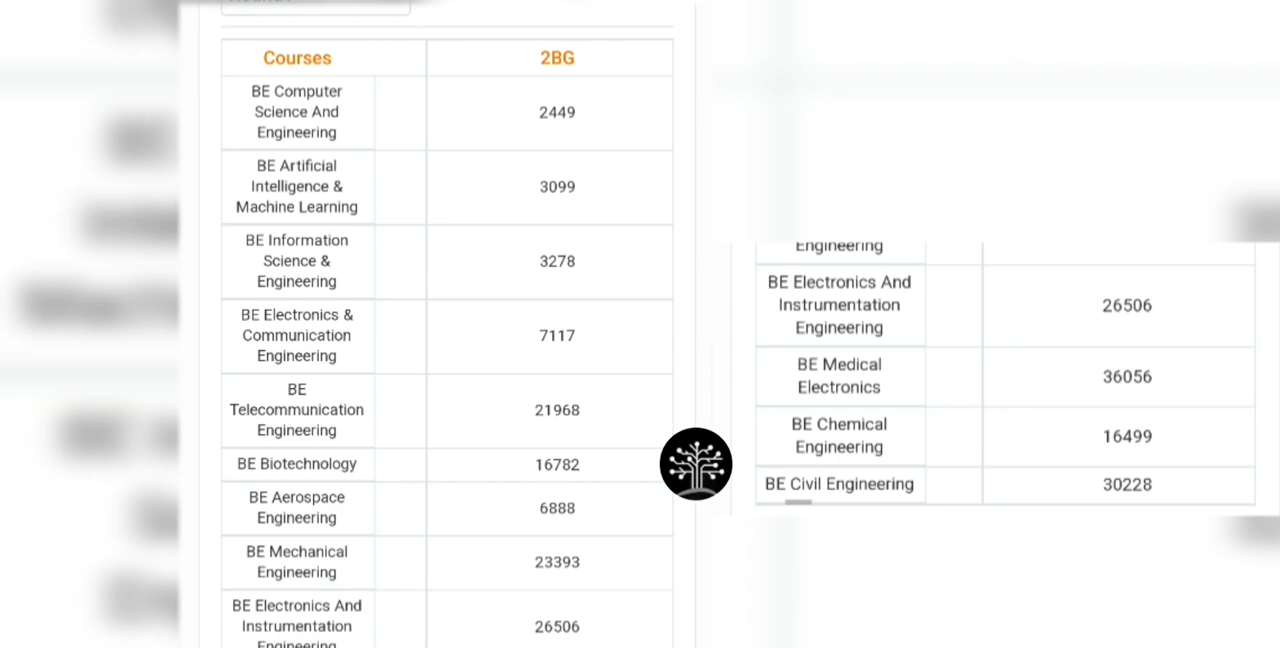 Courses 2BG
BE Computer
Science And
Engineering
2449
BE Artificial
Intelligence &
Machine Learning
3099
BE Information
Science &
Engineering
3278
BE Electronics &
Communication
Engineering
7117
BE
Telecommunication
Engineering
21968
BE Biotechnology 16782
BE Aerospace
Engineering
6888
BE Mechanical
Engineering
23393
BE Electronics And
Instrumentation
Engineering
26506
Engineering
BE Electronics And
Instrumentation
Engineering
26506
BE Medical
Electronics
36056
BE Chemical
Engineering
16499
BE Civil Engineering 30228